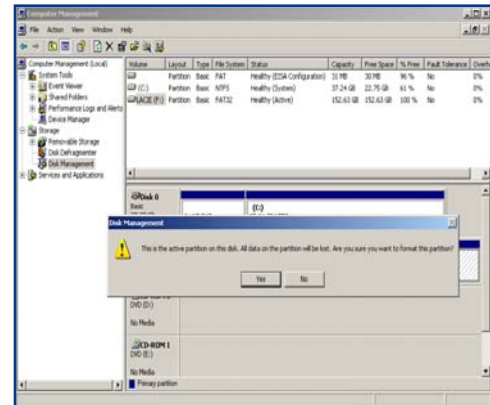 Computer Management
File Action View Window Help
Computer Management (Local)
System Tools
Event Viewer
Shared Folders
Performance Logs and Alerts
Device Manager
Storage
Removable Storage
Disk Defragmenter
Disk Management
Services and Applications
Volume Layout Type File System Status Capacity Free Space % Free Fault Tolerance Overh
Partition Basic FAT Healthy (EISA Configuration) 31 MB 30 MB 96 % No 0%
(C:) Partition Basic NTFS Healthy (System) 37.24 GB 22.75 GB 61 % No 0%
LACIE (F:) Partition Basic FAT32 Healthy (Active) 152.63 GB 152.63 GB 100 % No 0%
Disk 0
Basic
(C:)
Disk Management
This is the active partition on this disk. All data on the partition will be lost. Are you sure you want to format this partition?
Yes No
DVD (D:)
No Media
CD-ROM 1
DVD (E:)
No Media
Primary partition